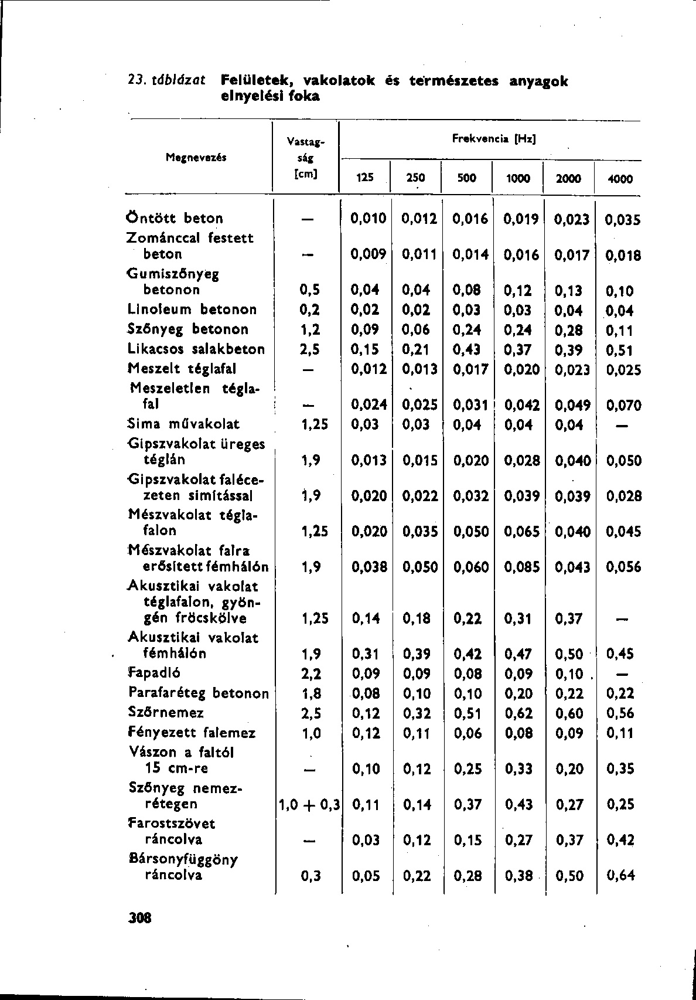 23. táblázat Felületek, vakolatok és természetes anyagok
elnyelési foka
Megnevezés
Vastag-
ság
[cm]
Frekvencia [Hz]
125 250 500 1000 2000 4000
Öntött beton — 0,010 0,012 0,016 0,019 0,023 0,035
Zománccal festett
beton — 0,009 0,011 0,014 0,016 0,017 0,018
Gumiszőnyeg
betonon 0,5 0,04 0,04 0,08 0,12 0,13 0,10
Linoleum betonon 0,2 0,02 0,02 0,03 0,03 0,04 0,04
Szőnyeg betonon 1,2 0,09 0,06 0,24 0,24 0,28 0,11
Likacsos salakbeton 2,5 0,15 0,21 0,43 0,37 0,39 0,51
Meszelt téglafal — 0,012 0,013 0,017 0,020 0,023 0,025
Meszeletlen tégla-
fal — 0,024 0,025 0,031 0,042 0,049 0,070
Sima művakolat 1,25 0,03 0,03 0,04 0,04 0,04 —
Gipszvakolat üreges
téglán 1,9 0,013 0,015 0,020 0,028 0,040 0,050
Gipszvakolat faléce-
zeten simítással 1,9 0,020 0,022 0,032 0,039 0,039 0,028
Mészvakolat tégla-
falon 1,25 0,020 0,035 0,050 0,065 0,040 0,045
Mészvakolat falra
erősített fémhálón 1,9 0,038 0,050 0,060 0,085 0,043 0,056
Akusztikai vakolat
téglafalon, gyön-
gén fröcskölve 1,25 0,14 0,18 0,22 0,31 0,37 —
Akusztikai vakolat
fémhálón 1,9 0,31 0,39 0,42 0,47 0,50 0,45
Fapadló 2,2 0,09 0,09 0,08 0,09 0,10 —
Parafaréteg betonon 1,8 0,08 0,10 0,10 0,20 0,22 0,22
Szőrnemez 2,5 0,12 0,32 0,51 0,62 0,60 0,56
Fényezett falemez 1,0 0,12 0,11 0,06 0,08 0,09 0,11
Vászon a faltól
15 cm-re — 0,10 0,12 0,25 0,33 0,20 0,35
Szőnyeg nemez-
rétegen 1,0 + 0,3 0,11 0,14 0,37 0,43 0,27 0,25
Farostszövet
ráncolva — 0,03 0,12 0,15 0,27 0,37 0,42
Bársonyfüggöny
ráncolva 0,3 0,05 0,22 0,28 0,38 0,50 0,64
308